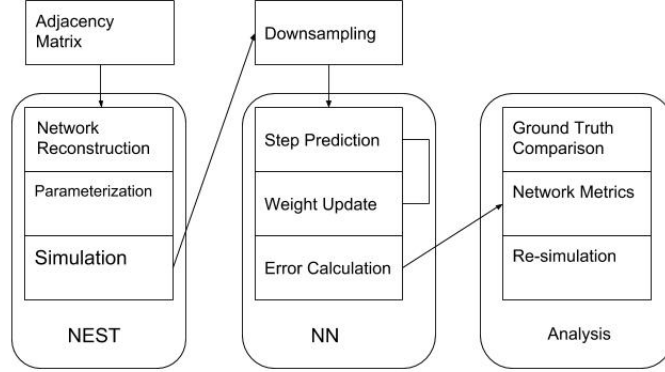 Adjacency
Matrix
Network
Reconstruction
Parameterization
Simulation
NEST
Downsampling
Step Prediction
Weight Update
Error Calculation
NN
Ground Truth
Comparison
Network Metrics
Re-simulation
Analysis